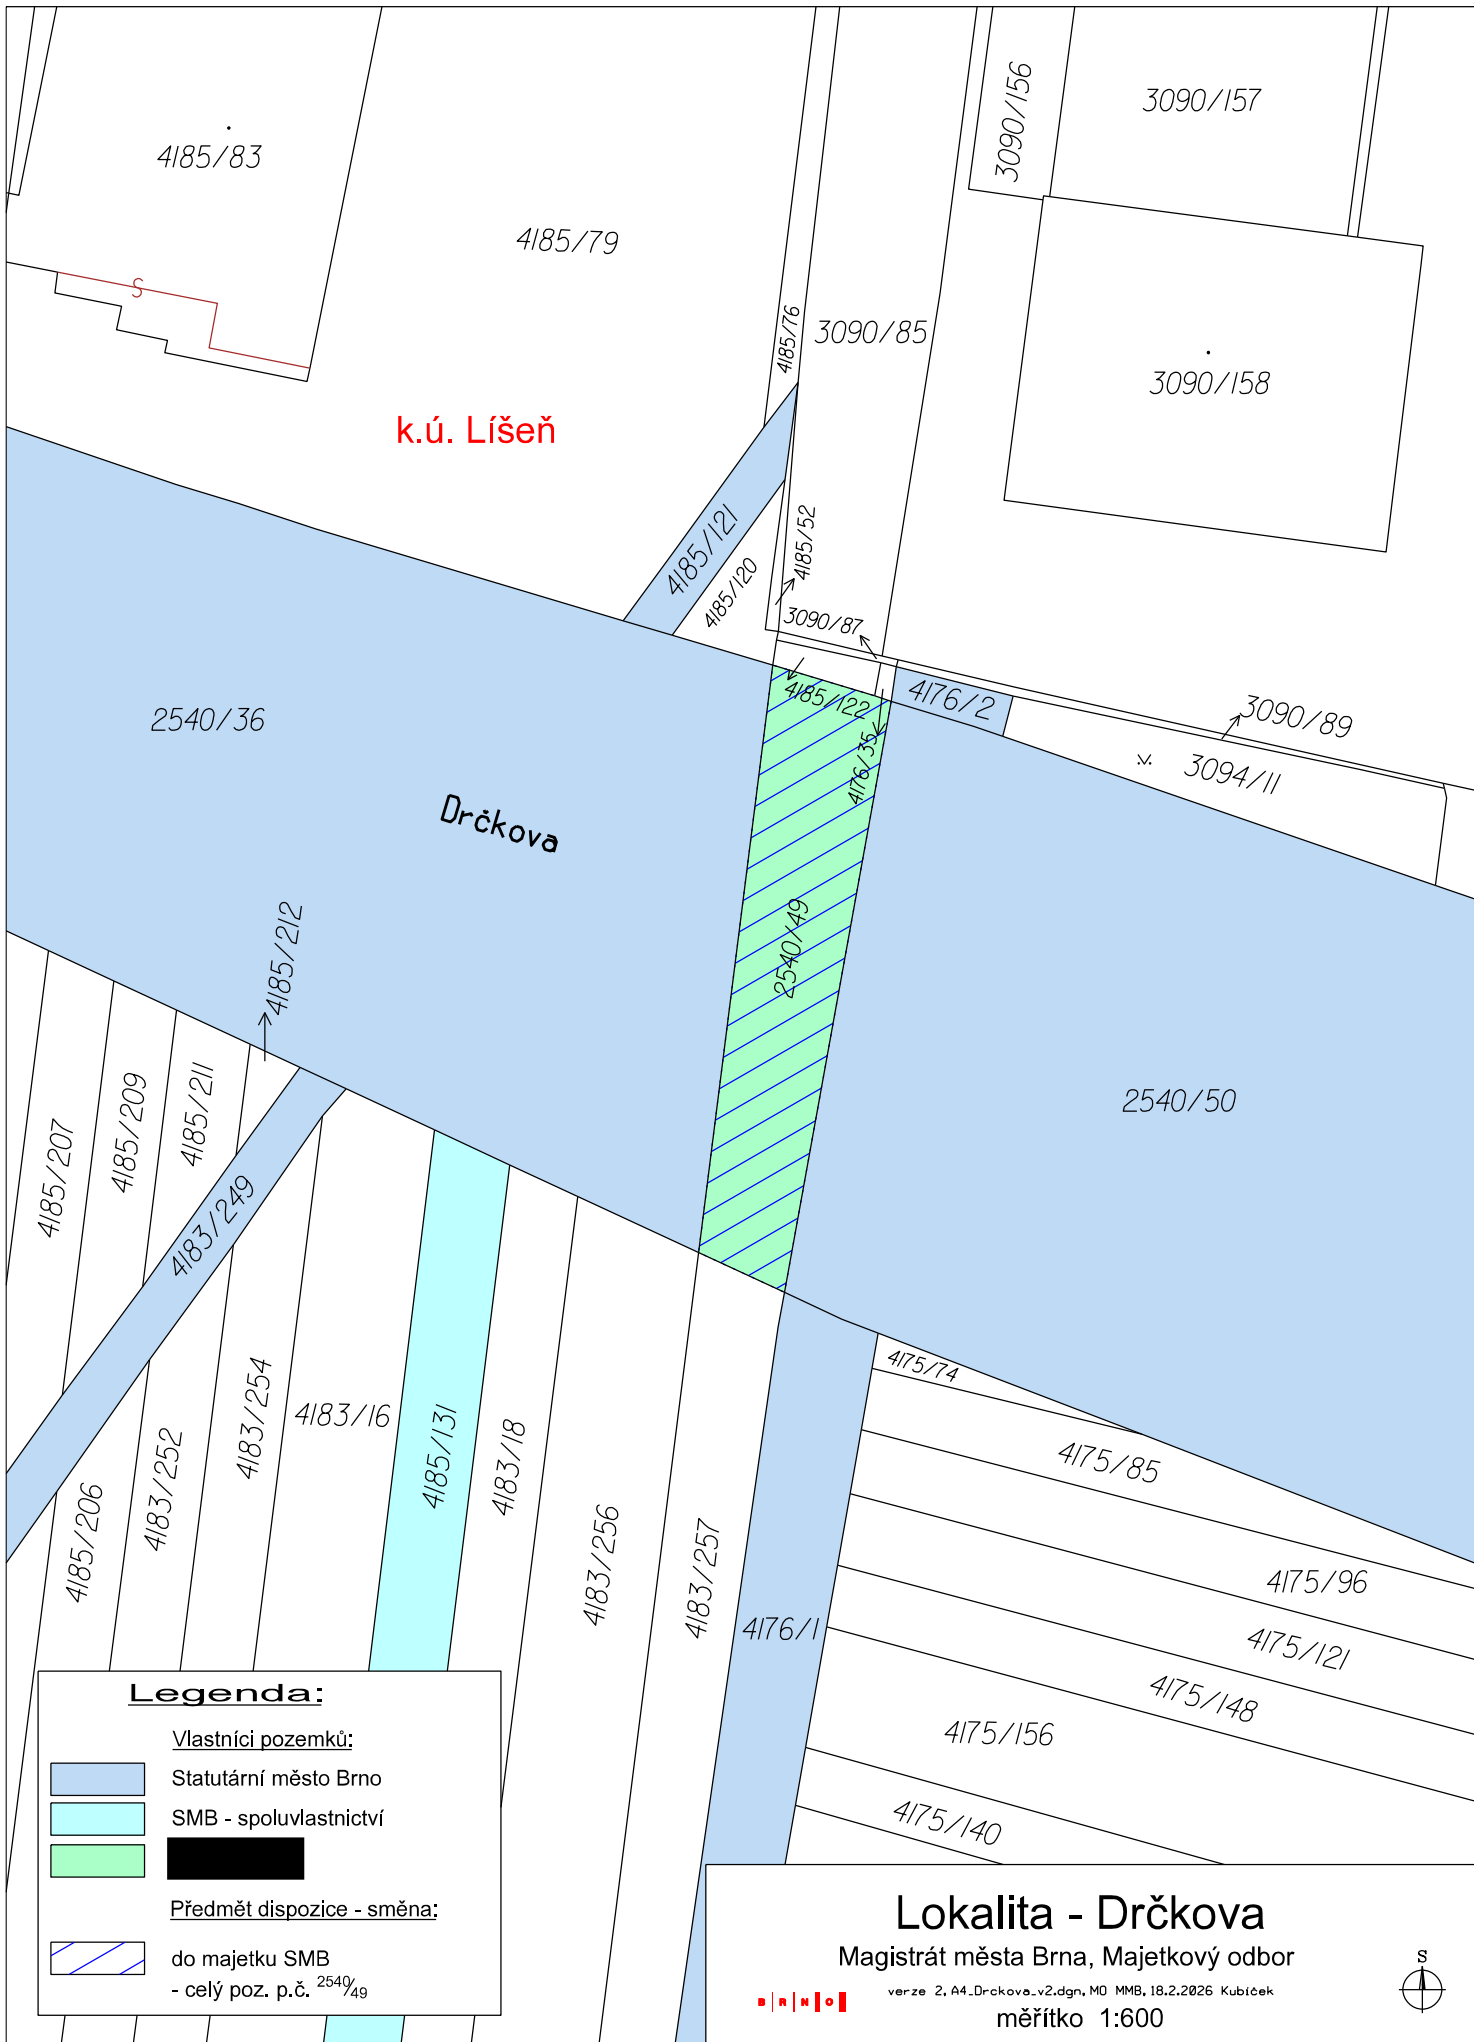 3090/156
3090/157
4185/83
4185/79
4185/76
3090/85
3090/158
S
k.ú. Líšeň
4185/121
4185/52
4185/120
3090/87
4185/122
4176/2
3090/89
2540/36
4176/35
3094/11
Drčkova
2540/49
4185/212
2540/50
4185/207
4185/209
4185/211
4183/249
4175/74
4183/254
4183/16
4185/131
4183/18
4175/85
4185/206
4183/252
4183/256
4183/257
4175/96
4176/1
4175/121
4175/148
4175/156
4175/140
Legenda:
Vlastníci pozemků:
Statutární město Brno
SMB - spoluvlastnictví
Předmět dispozice - směna:
do majetku SMB
- celý poz. p.č. 2540/49
Lokalita - Drčkova
Magistrát města Brna, Majetkový odbor
verze 2, A4_Drckova_v2.dgn, MO MMB, 18.2.2026 Kubíček
měřítko 1:600
B R N O
S